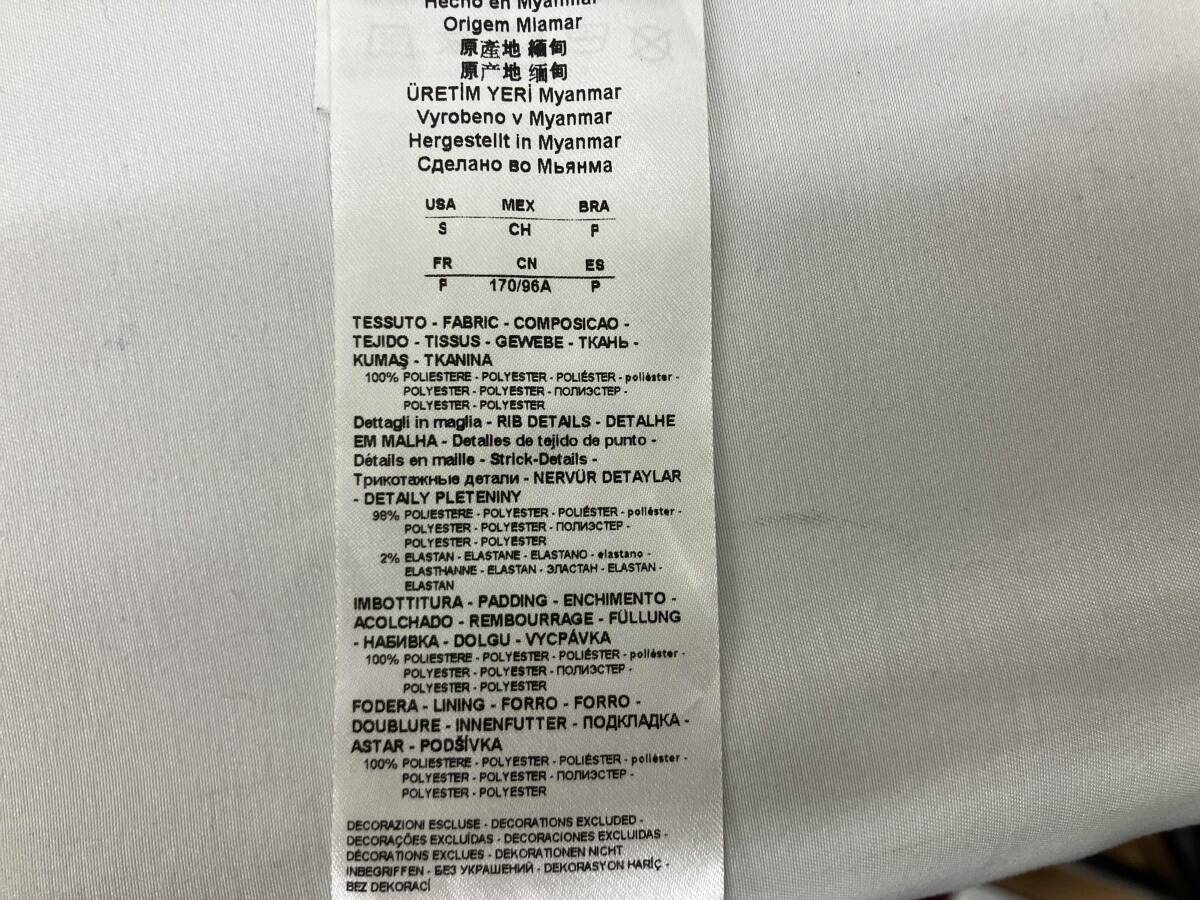 Hecho en Myanmar
Origem Miamar
原產地 緬甸
原产地 缅甸
ÜRETİM YERİ Myanmar
Vyrobeno v Myanmar
Hergestellt in Myanmar
Сделано во Мьянма
USA MEX BRA
S CH P
FR CN ES
P 170/96A P
TESSUTO - FABRIC - COMPOSICAO -
TEJIDO - TISSUS - GEWEBE - ТКАНЬ -
KUMAŞ - TKANINA
100% POLIESTERE - POLYESTER - POLIÉSTER - poliéster -
POLYESTER - POLYESTER - ПОЛИЭСТЕР -
POLYESTER - POLYESTER
Dettagli in maglia - RIB DETAILS - DETALHE
EM MALHA - Detalles de tejido de punto -
Détails en maille - Strick-Details -
Трикотажные детали - NERVÜR DETAYLAR
- DETAILY PLETENINY
98% POLIESTERE - POLYESTER - POLIÉSTER - poliéster -
POLYESTER - POLYESTER - ПОЛИЭСТЕР -
POLYESTER - POLYESTER
2% ELASTAN - ELASTANE - ELASTANO - elastano -
ELASTHANNE - ELASTAN - ЭЛАСТАН - ELASTAN -
ELASTAN
IMBOTTITURA - PADDING - ENCHIMENTO -
ACOLCHADO - REMBOURRAGE - FÜLLUNG
- НАБИВКА - DOLGU - VYCPÁVKA
100% POLIESTERE - POLYESTER - POLIÉSTER - poliéster -
POLYESTER - POLYESTER - ПОЛИЭСТЕР -
POLYESTER - POLYESTER
FODERA - LINING - FORRO - FORRO -
DOUBLURE - INNENFUTTER - ПОДКЛАДКА -
ASTAR - PODŠÍVKA
100% POLIESTERE - POLYESTER - POLIÉSTER - poliéster -
POLYESTER - POLYESTER - ПОЛИЭСТЕР -
POLYESTER - POLYESTER
DECORAZIONI ESCLUSE - DECORATIONS EXCLUDED -
DECORAÇÕES EXCLUÍDAS - DECORACIONES EXCLUIDAS -
DÉCORATIONS EXCLUES - DEKORATIONEN NICHT
INBEGRIFFEN - БЕЗ УКРАШЕНИЙ - DEKORASYON HARİÇ -
BEZ DEKORACÍ